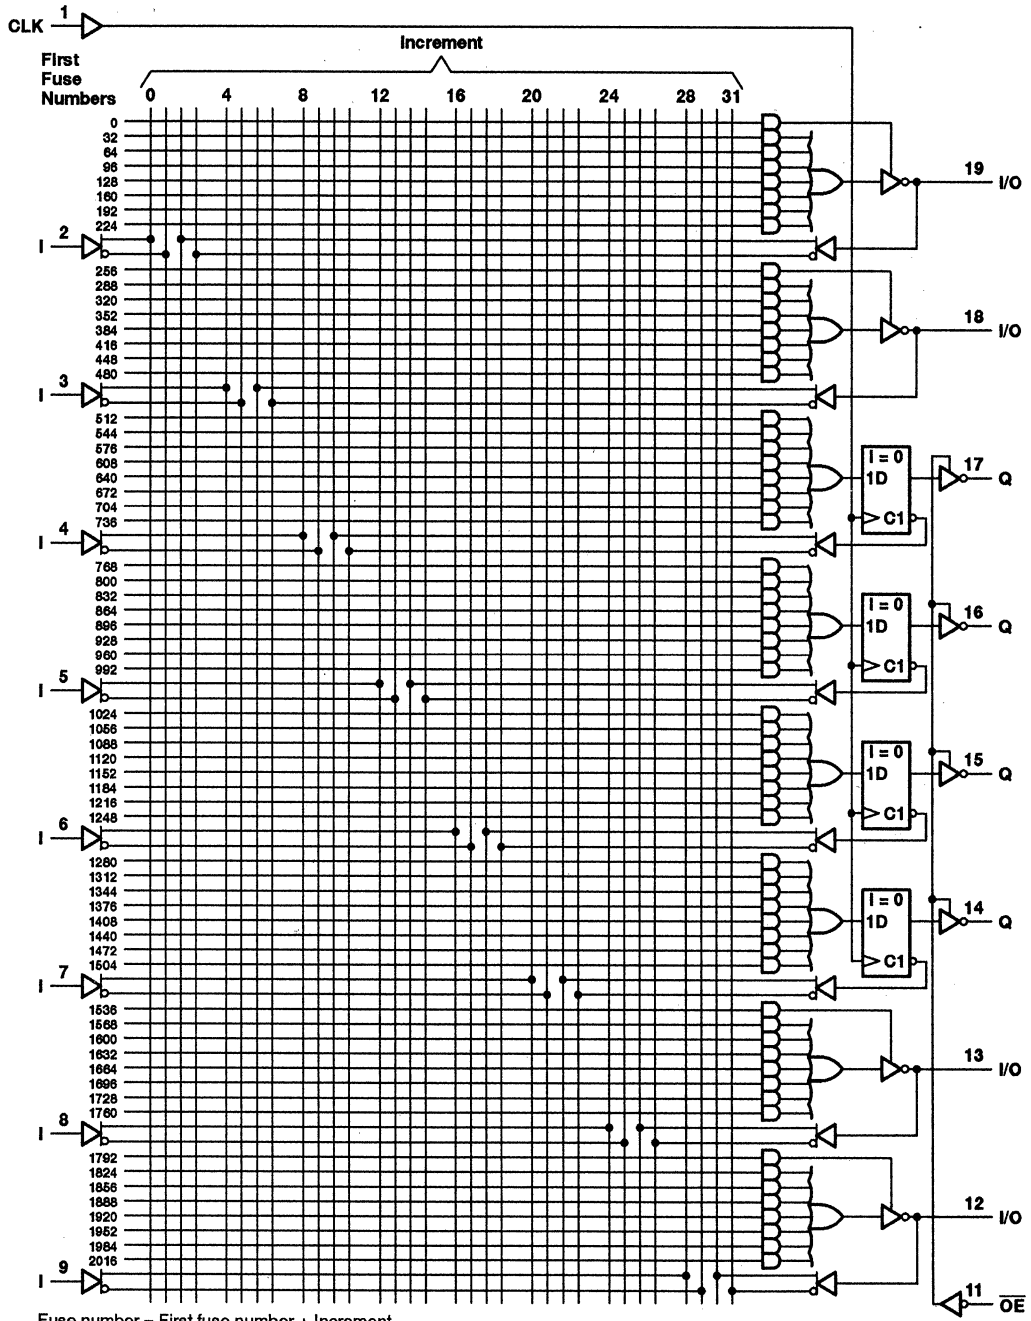 CLK 1
Increment
First
Fuse
Numbers
0 4 8 12 16 20 24 28 31
0
32
64
96
128
160
192
224
19 I/O
I 2
256
288
320
352
384
416
448
480
18 I/O
I 3
512
544
576
608
640
672
704
736
I = 0
1D
C1
17 Q
I 4
768
800
832
864
896
928
960
992
I = 0
1D
C1
16 Q
I 5
1024
1056
1088
1120
1152
1184
1216
1248
I = 0
1D
C1
15 Q
I 6
1280
1312
1344
1376
1408
1440
1472
1504
I = 0
1D
C1
14 Q
I 7
1536
1568
1600
1632
1664
1696
1728
1760
13 I/O
I 8
1792
1824
1856
1888
1920
1952
1984
2016
12 I/O
I 9
11 OE
Fuse number = First fuse number + Increment